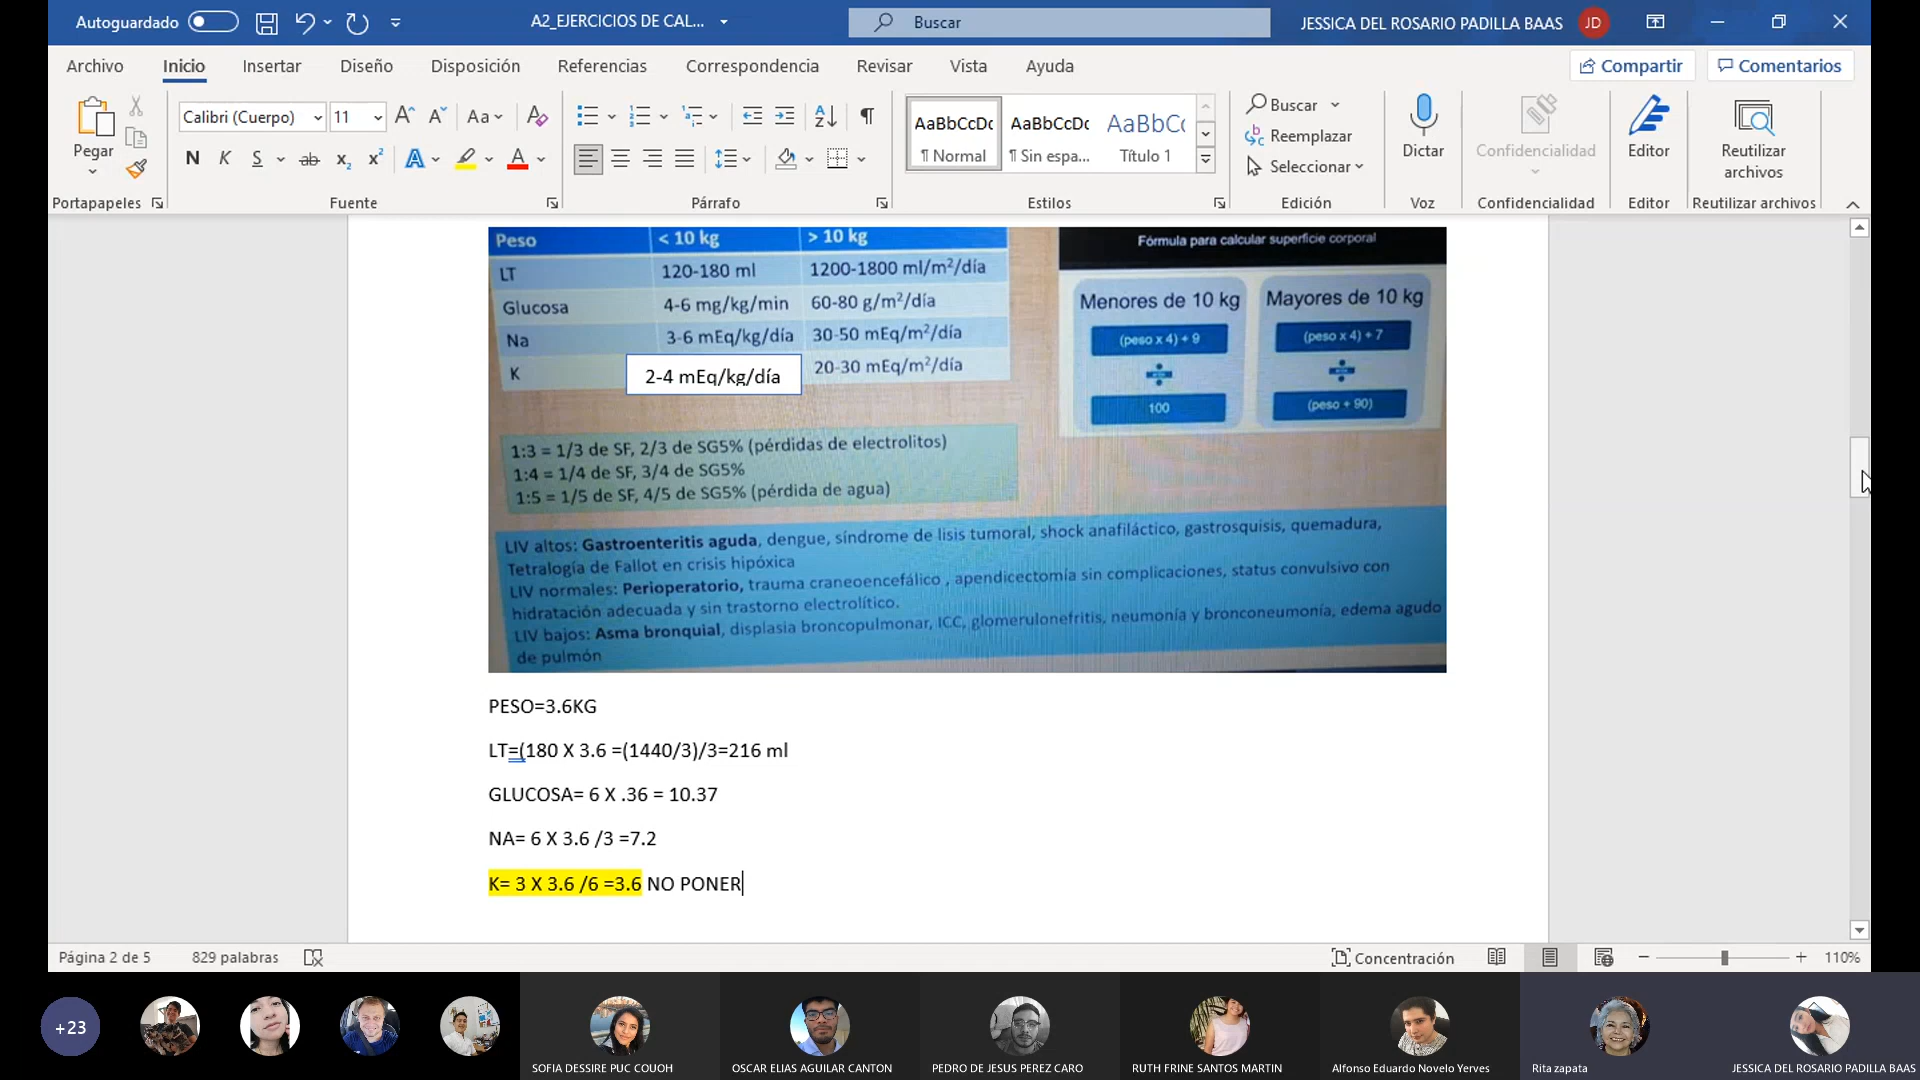 Autoguardado
A2_EJERCICIOS DE CAL...
Buscar
JESSICA DEL ROSARIO PADILLA BAAS
JD
Archivo Inicio Insertar Diseño Disposición Referencias Correspondencia Revisar Vista Ayuda
Compartir Comentarios
Pegar
Calibri (Cuerpo) 11
AaBbCcDc AaBbCcDc AaBbC
¶ Normal ¶ Sin espa... Título 1
Buscar
Reemplazar
Seleccionar
Dictar
Confidencialidad
Editor
Reutilizar
archivos
Portapapeles Fuente Párrafo Estilos Edición Voz Confidencialidad Editor Reutilizar archivos
Peso < 10 kg > 10 kg
LT 120-180 ml 1200-1800 ml/m²/día
Glucosa 4-6 mg/kg/min 60-80 g/m²/día
Na 3-6 mEq/kg/día 30-50 mEq/m²/día
K 2-4 mEq/kg/día 20-30 mEq/m²/día
Fórmula para calcular superficie corporal
Menores de 10 kg Mayores de 10 kg
(peso x 4) + 9 (peso x 4) + 7
100 (peso + 90)
1:3 = 1/3 de SF, 2/3 de SG5% (pérdidas de electrolitos)
1:4 = 1/4 de SF, 3/4 de SG5%
1:5 = 1/5 de SF, 4/5 de SG5% (pérdida de agua)
LIV altos: Gastroenteritis aguda, dengue, síndrome de lisis tumoral, shock anafiláctico, gastrosquisis, quemadura,
Tetralogía de Fallot en crisis hipóxica
LIV normales: Perioperatorio, trauma craneoencefálico , apendicectomía sin complicaciones, status convulsivo con
hidratación adecuada y sin trastorno electrolítico.
LIV bajos: Asma bronquial, displasia broncopulmonar, ICC, glomerulonefritis, neumonía y bronconeumonía, edema agudo
de pulmón
PESO=3.6KG
LT=(180 X 3.6 =(1440/3)/3=216 ml
GLUCOSA= 6 X .36 = 10.37
NA= 6 X 3.6 /3 =7.2
K= 3 X 3.6 /6 =3.6 NO PONER
Página 2 de 5 829 palabras
Concentración
110%
+23
SOFIA DESSIRE PUC COUOH
OSCAR ELIAS AGUILAR CANTON
PEDRO DE JESUS PEREZ CARO
RUTH FRINE SANTOS MARTIN
Alfonso Eduardo Novelo Yerves
Rita zapata
JESSICA DEL ROSARIO PADILLA BAAS